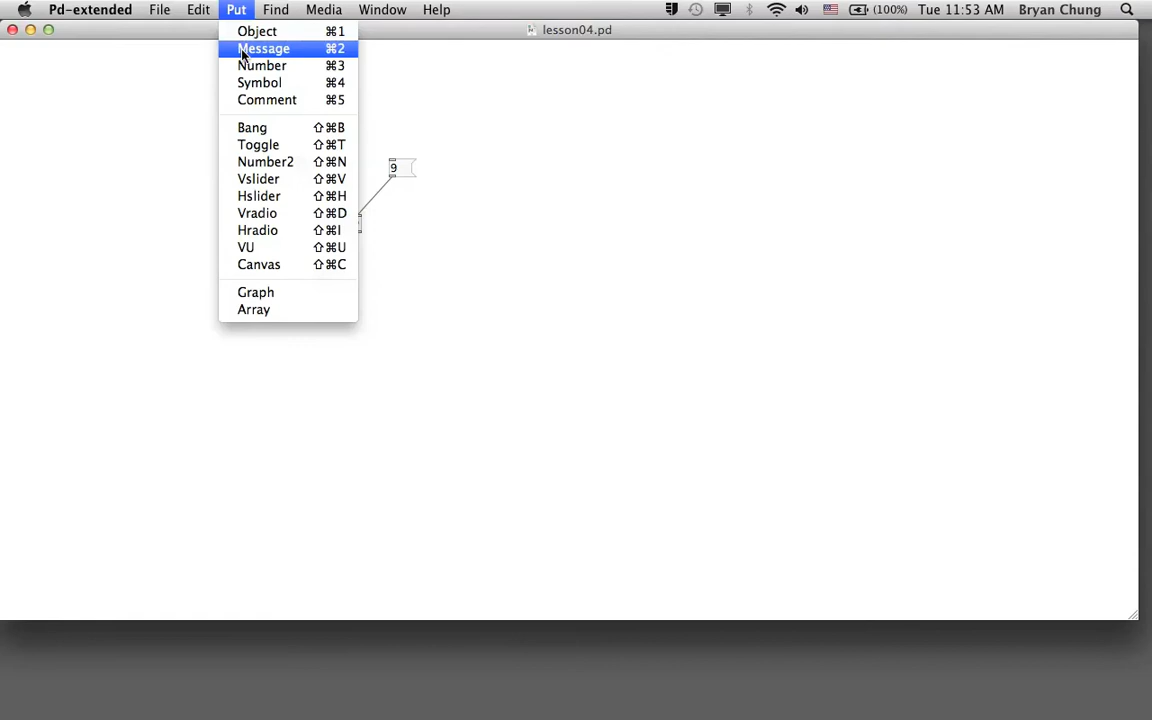 Pd-extended File Edit Put Find Media Window Help (100%) Tue 11:53 AM Bryan Chung
lesson04.pd
Object ⌘1
Message ⌘2
Number ⌘3
Symbol ⌘4
Comment ⌘5
Bang ⇧⌘B
Toggle ⇧⌘T
Number2 ⇧⌘N
Vslider ⇧⌘V
Hslider ⇧⌘H
Vradio ⇧⌘D
Hradio ⇧⌘I
VU ⇧⌘U
Canvas ⇧⌘C
Graph
Array
9